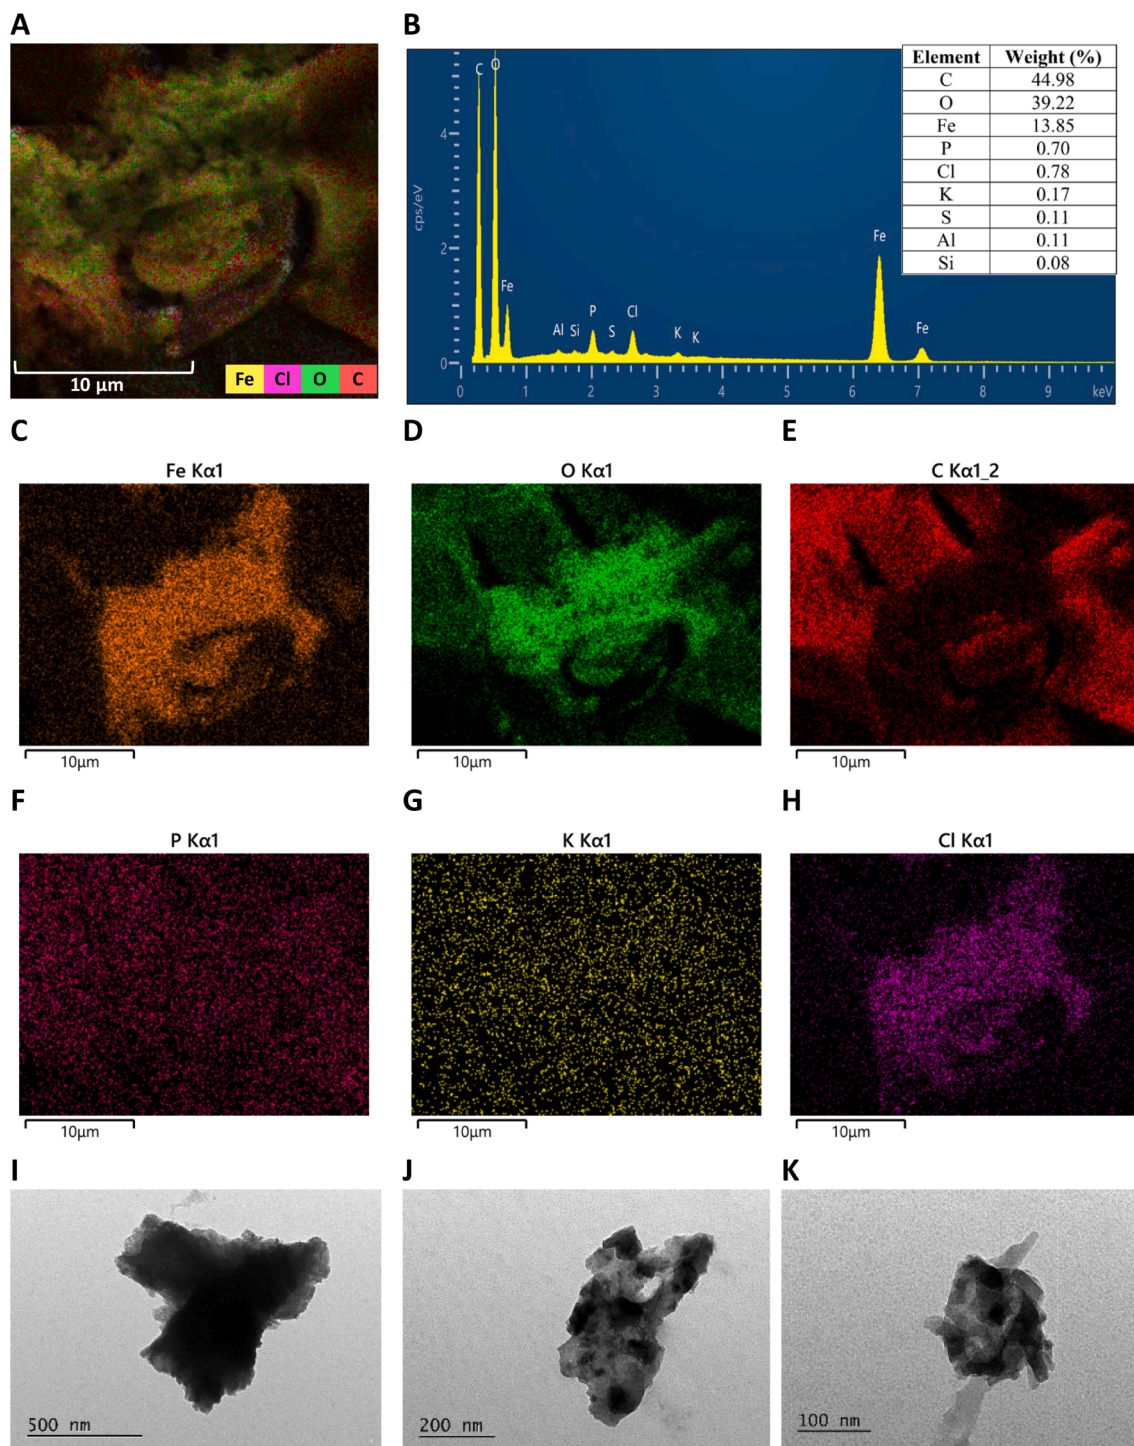 A
10 µm
Fe Cl O C
B
cps/eV
4
2
0
C O
Fe
Al Si P S Cl K K
Fe
Fe
0 1 2 3 4 5 6 7 8 9 keV
Element Weight (%)
C 44.98
O 39.22
Fe 13.85
P 0.70
Cl 0.78
K 0.17
S 0.11
Al 0.11
Si 0.08
C D E
Fe Kα1 O Kα1 C Kα1_2
10µm 10µm 10µm
F G H
P Kα1 K Kα1 Cl Kα1
10µm 10µm 10µm
I J K
500 nm 200 nm 100 nm